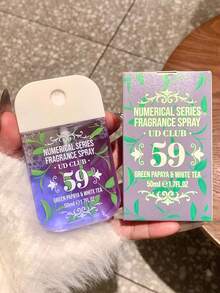 NUMERICAL SERIES
FRAGRANCE SPRAY
UD CLUB
59
GREEN PAPAYA & WHITE TEA
50ml ℮1.7FL.OZ
NUMERICAL SERIES
FRAGRANCE SPRAY
- UD CLUB -
59
GREEN PAPAYA & WHITE TEA
50ml ℮1.7FL.OZ